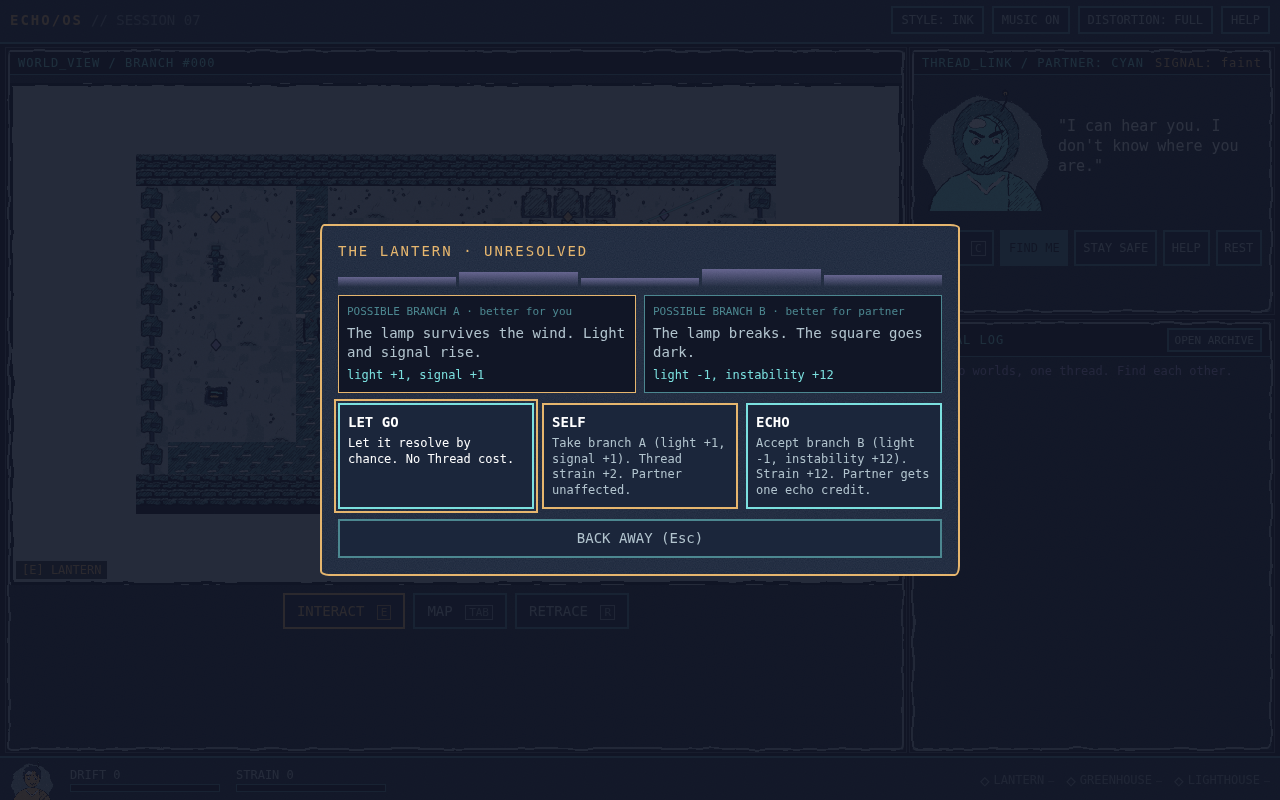 ECHO/OS // SESSION 07
STYLE: INK
MUSIC ON
DISTORTION: FULL
HELP
WORLD_VIEW / BRANCH #000
THREAD_LINK / PARTNER: CYAN
SIGNAL: faint
"I can hear you. I
don't know where you
are."
C
FIND ME
STAY SAFE
HELP
REST
THE LANTERN · UNRESOLVED
POSSIBLE BRANCH A · better for you
The lamp survives the wind. Light
and signal rise.
light +1, signal +1
POSSIBLE BRANCH B · better for partner
The lamp breaks. The square goes
dark.
light -1, instability +12
LET GO
Let it resolve by
chance. No Thread cost.
SELF
Take branch A (light +1,
signal +1). Thread
strain +2. Partner
unaffected.
ECHO
Accept branch B (light
-1, instability +12).
Strain +12. Partner gets
one echo credit.
BACK AWAY (Esc)
LOG
OPEN ARCHIVE
worlds, one thread. Find each other.
[E] LANTERN
INTERACT E
MAP TAB
RETRACE R
DRIFT 0
STRAIN 0
◇ LANTERN –
◇ GREENHOUSE –
◇ LIGHTHOUSE –